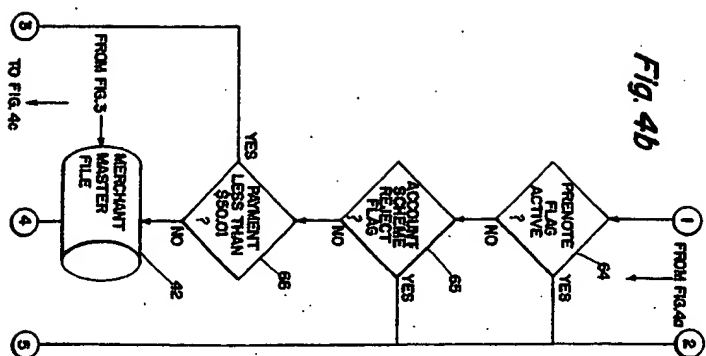 Fig. 4b
1
FROM FIG.4a
2
PRENOTE
FLAG
ACTIVE
?
64
YES
NO
ACCOUNT
SCHEME
REJECT
FLAG
?
65
YES
NO
PAYMENT
LESS THAN
$50.01
?
66
YES
NO
3
FROM FIG.3
MERCHANT
MASTER
FILE
42
TO FIG.4c
4
5